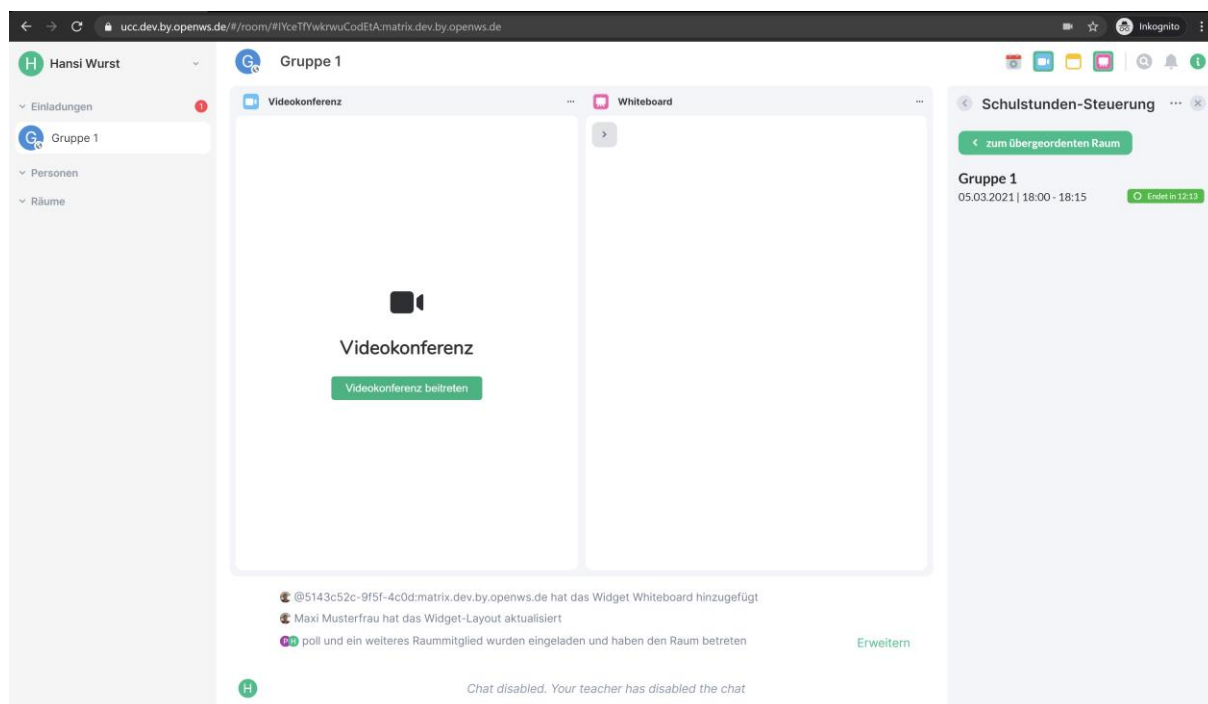 ucc.dev.by.openws.de/#/room/#IYceTfYwkrwuCodEtA:matrix.dev.by.openws.de
Inkognito
H Hansi Wurst
G Gruppe 1
Einladungen 1
G Gruppe 1
Personen
Räume
Videokonferenz ...
Whiteboard ...
Videokonferenz
Videokonferenz beitreten
@5143c52c-9f5f-4c0d:matrix.dev.by.openws.de hat das Widget Whiteboard hinzugefügt
Maxi Musterfrau hat das Widget-Layout aktualisiert
P H poll und ein weiteres Raummitglied wurden eingeladen und haben den Raum betreten
Erweitern
H Chat disabled. Your teacher has disabled the chat
Schulstunden-Steuerung ...
zum übergeordenten Raum
Gruppe 1
05.03.2021 | 18:00 - 18:15 Endet in 12:13